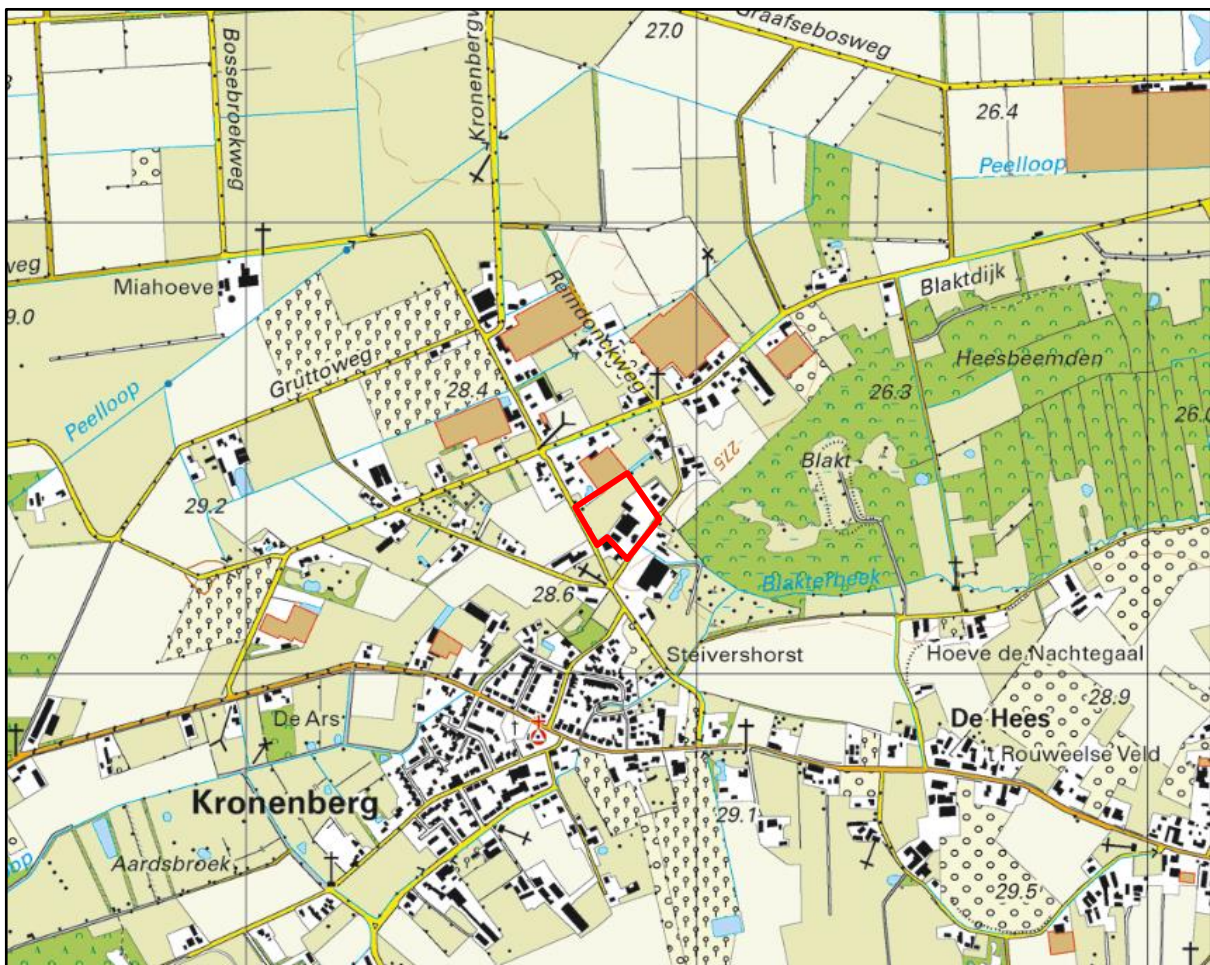 Graafsebosweg
27.0
Bossebroekweg
Kronenbergw
26.4
Peelloop
weg
Miahoeve
Reindonckweg
Blaktdijk
9.0
Gruttoweg
28.4
Heesbeemden
Peelloop
26.3
26.0
27.5
Blakt
29.2
Blakterbeek
28.6
Steivershorst
Hoeve de Nachtegaal
28.9
De Ars
De Hees
't Rouweelse Veld
Kronenberg
29.1
Aardsbroek
29.5